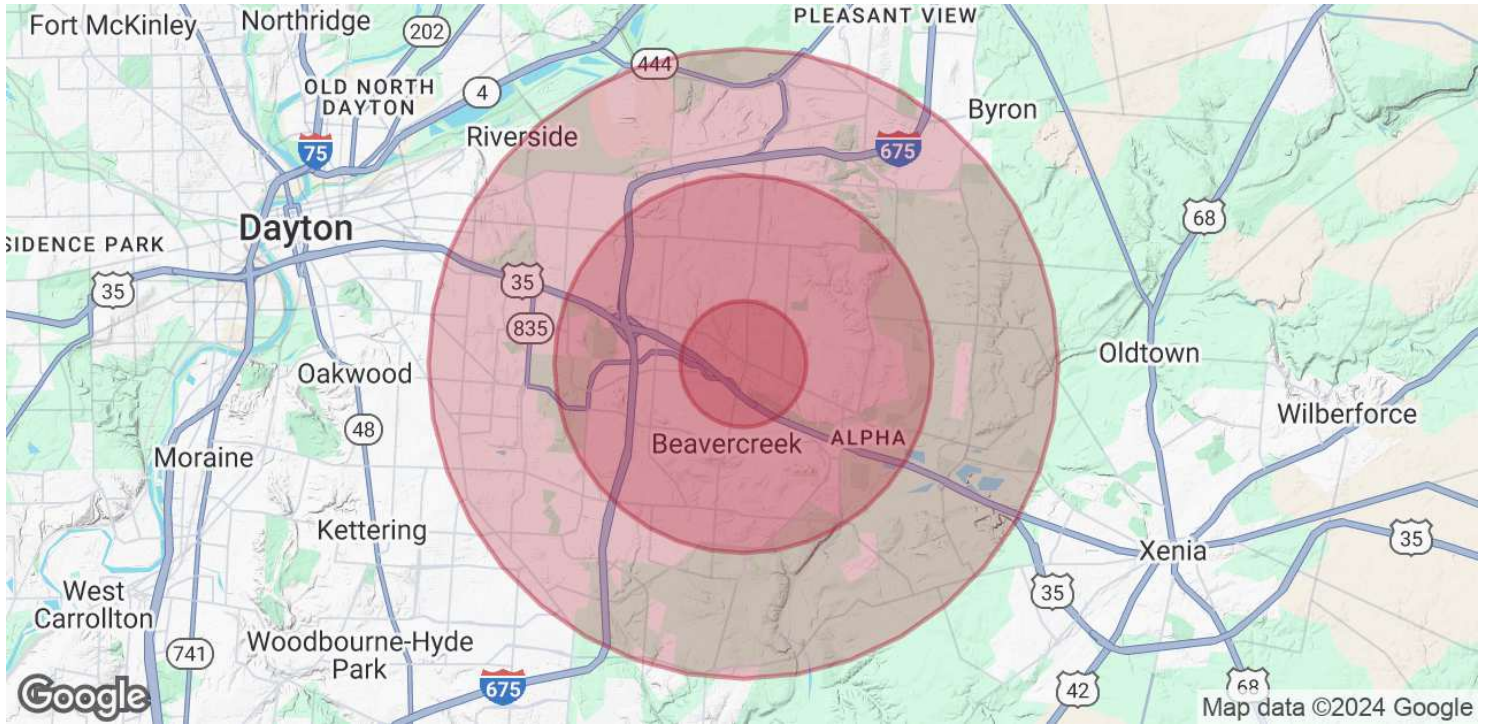 PLEASANT VIEW
Fort McKinley
Northridge
202
444
OLD NORTH
DAYTON
4
Byron
Riverside
75
675
68
Dayton
SIDENCE PARK
35
35
835
Oldtown
Oakwood
Wilberforce
48
ALPHA
Beavercreek
Moraine
Kettering
35
Xenia
West
Carrollton
35
741
Woodbourne-Hyde
Park
675
42
68
Google
Map data ©2024 Google